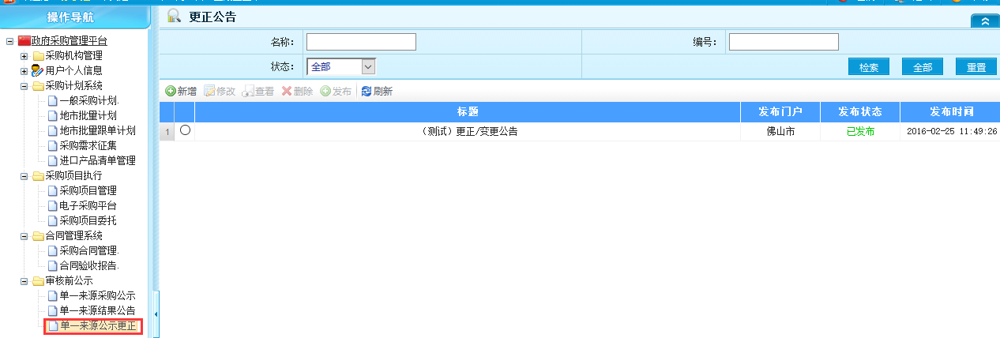 操作导航
政府采购管理平台
采购机构管理
用户个人信息
采购计划系统
一般采购计划.
地市批量计划
地市批量跟单计划
采购需求征集
进口产品清单管理
采购项目执行
采购项目管理
电子采购平台
采购项目委托
合同管理系统
采购合同管理.
合同验收报告.
审核前公示
单一来源采购公示
单一来源结果公告
单一来源公示更正
更正公告
名称： 编号：
状态： 全部 检索 全部 重置
新增 修改 查看 删除 发布 刷新
标题 发布门户 发布状态 发布时间
1 （测试）更正/变更公告 佛山市 已发布 2016-02-25 11:49:26